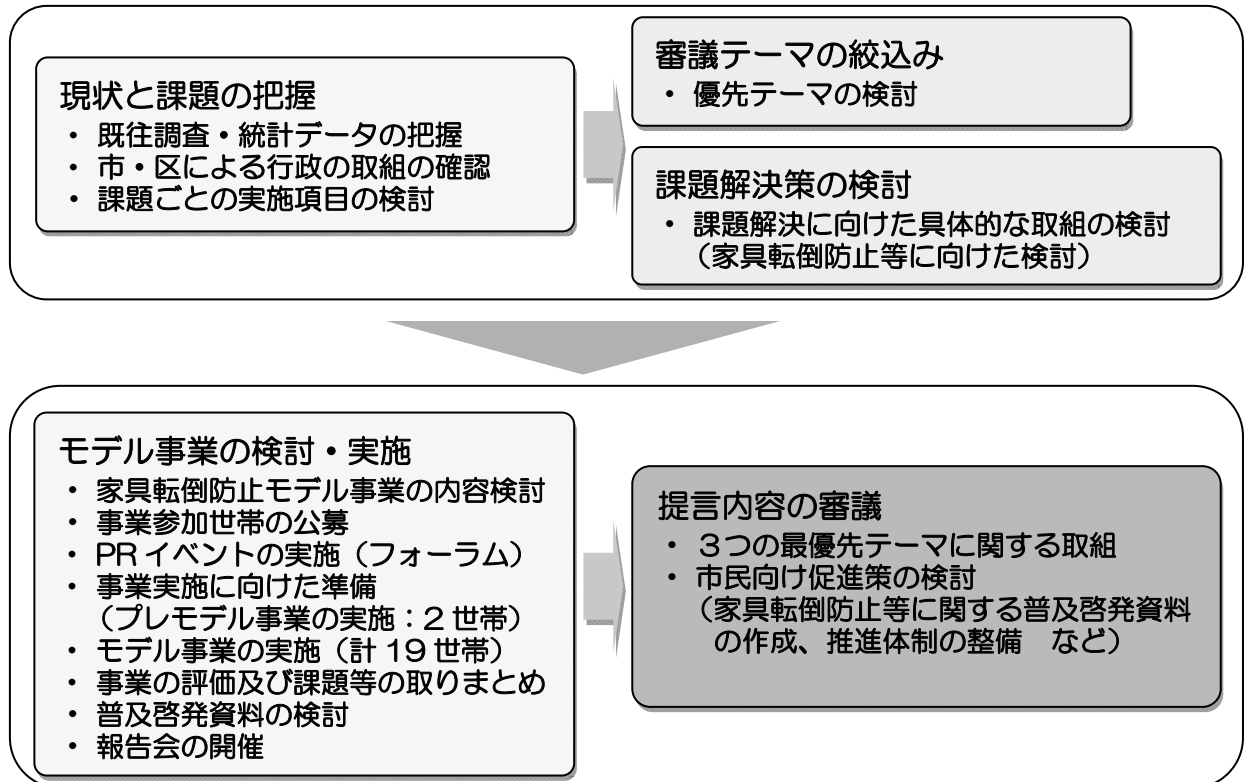 現状と課題の把握
・ 既往調査・統計データの把握
・ 市・区による行政の取組の確認
・ 課題ごとの実施項目の検討
審議テーマの絞込み
・ 優先テーマの検討
課題解決策の検討
・ 課題解決に向けた具体的な取組の検討
（家具転倒防止等に向けた検討）
モデル事業の検討・実施
・ 家具転倒防止モデル事業の内容検討
・ 事業参加世帯の公募
・ PR イベントの実施（フォーラム）
・ 事業実施に向けた準備
（プレモデル事業の実施：2 世帯）
・ モデル事業の実施（計 19 世帯）
・ 事業の評価及び課題等の取りまとめ
・ 普及啓発資料の検討
・ 報告会の開催
提言内容の審議
・ ３つの最優先テーマに関する取組
・ 市民向け促進策の検討
（家具転倒防止等に関する普及啓発資料
の作成、推進体制の整備　など）